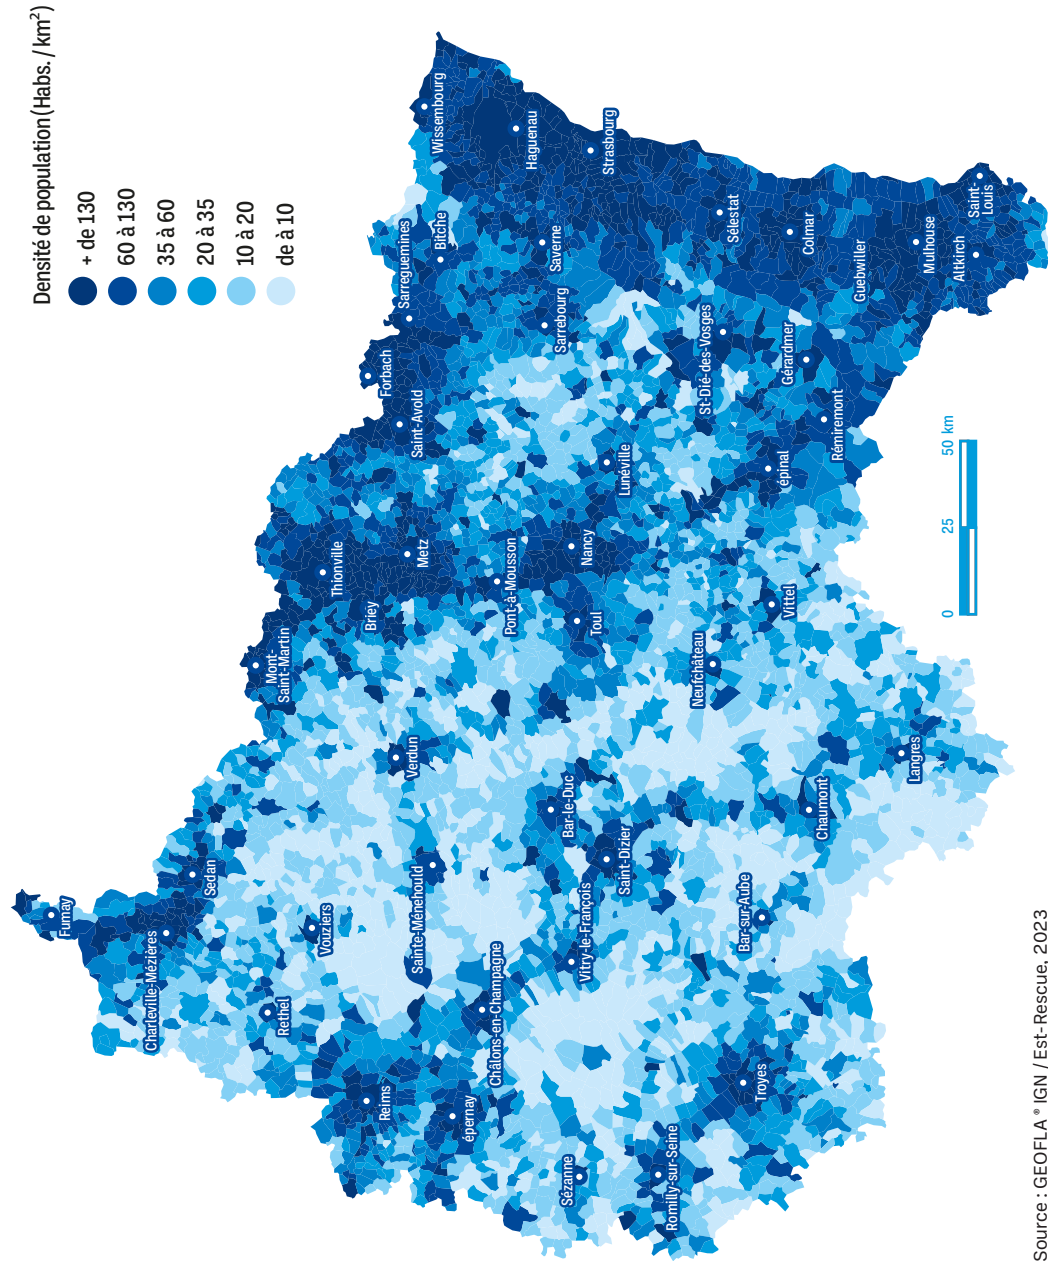 Densité de population (Habs. / km²)
+ de 130
60 à 130
35 à 60
20 à 35
10 à 20
de à 10
Fumay
Charleville-Mézières
Sedan
Rethel
Vouziers
Reims
épernay
Châlons-en-Champagne
Sainte-Ménehould
Verdun
Mont-
Saint-Martin
Briey
Thionville
Metz
Pont-à-Mousson
Nancy
Toul
Lunéville
Forbach
Saint-Avold
Sarreguemines
Bitche
Wissembourg
Haguenau
Strasbourg
Saverne
Sarrebourg
Sélestat
Colmar
Guebwiller
Mulhouse
Altkirch
Saint-
Louis
St-Dié-des-Vosges
Gérardmer
Rémiremont
épinal
Vittel
Neufchâteau
Bar-le-Duc
Saint-Dizier
Vitry-le-François
Sézanne
Romilly-sur-Seine
Troyes
Bar-sur-Aube
Chaumont
Langres
0 25 50 km
Source : GEOFLA ® IGN / Est-Rescue, 2023